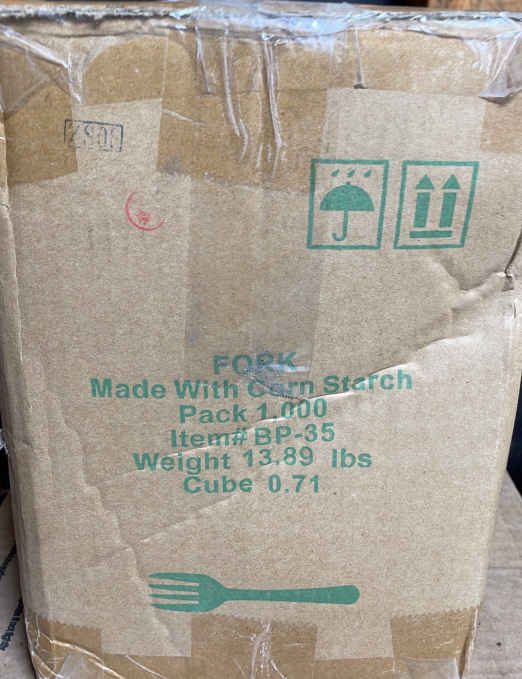 FORK
Made With Corn Starch
Pack 1,000
Item# BP-35
Weight 13.89 lbs
Cube 0.71